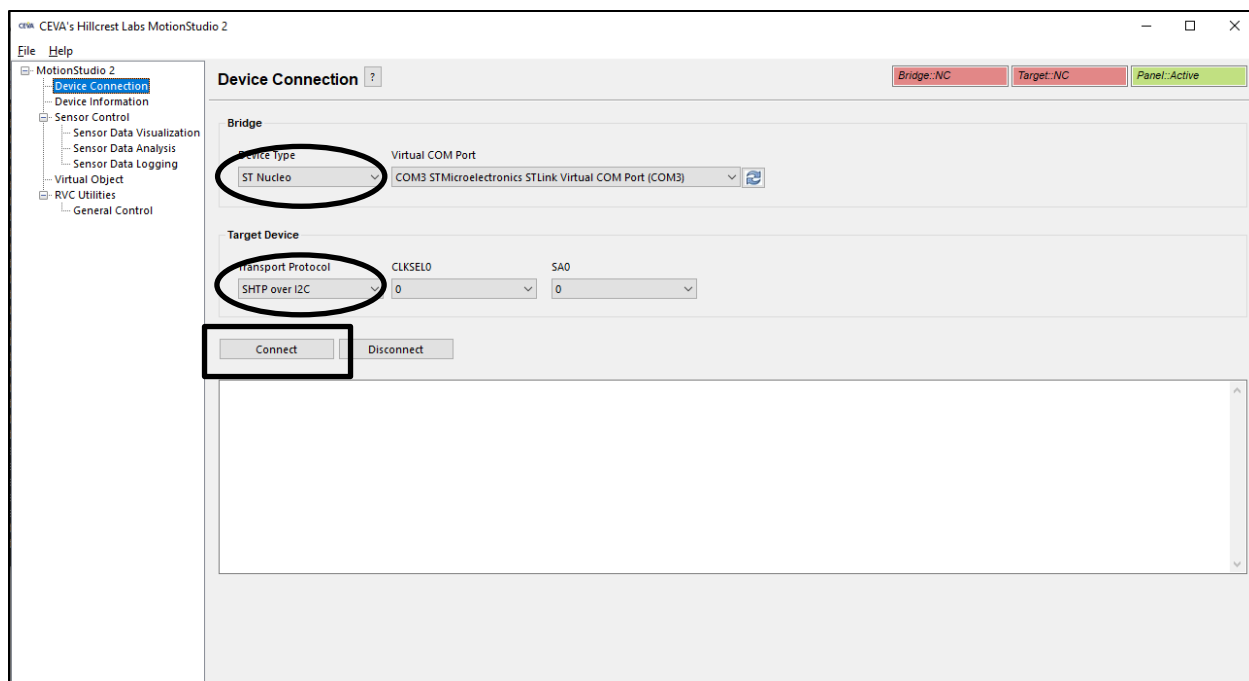 CEVA CEVA's Hillcrest Labs MotionStudio 2
File Help
MotionStudio 2
Device Connection
Device Information
Sensor Control
Sensor Data Visualization
Sensor Data Analysis
Sensor Data Logging
Virtual Object
RVC Utilities
General Control
Device Connection ?
Bridge::NC Target::NC Panel::Active
Bridge
Device Type Virtual COM Port
ST Nucleo COM3 STMicroelectronics STLink Virtual COM Port (COM3)
Target Device
Transport Protocol CLKSEL0 SA0
SHTP over I2C 0 0
Connect Disconnect